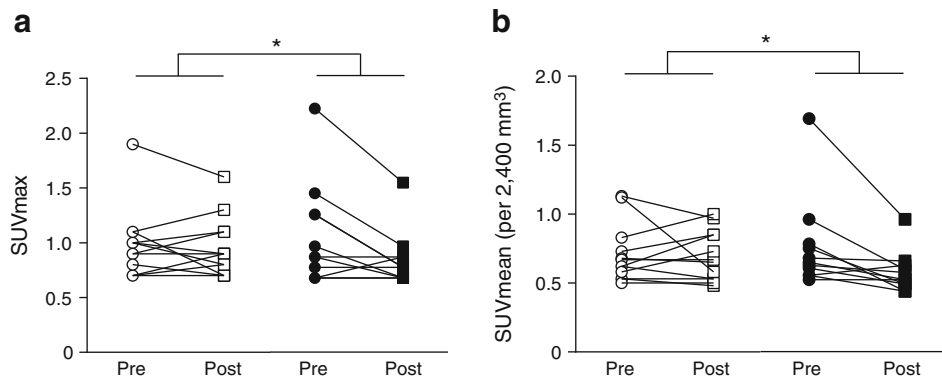 a
*
SUVmax
2.5
2.0
1.5
1.0
0.5
0
Pre
Post
Pre
Post
b
*
SUVmean (per 2,400 mm³)
2.0
1.5
1.0
0.5
0
Pre
Post
Pre
Post